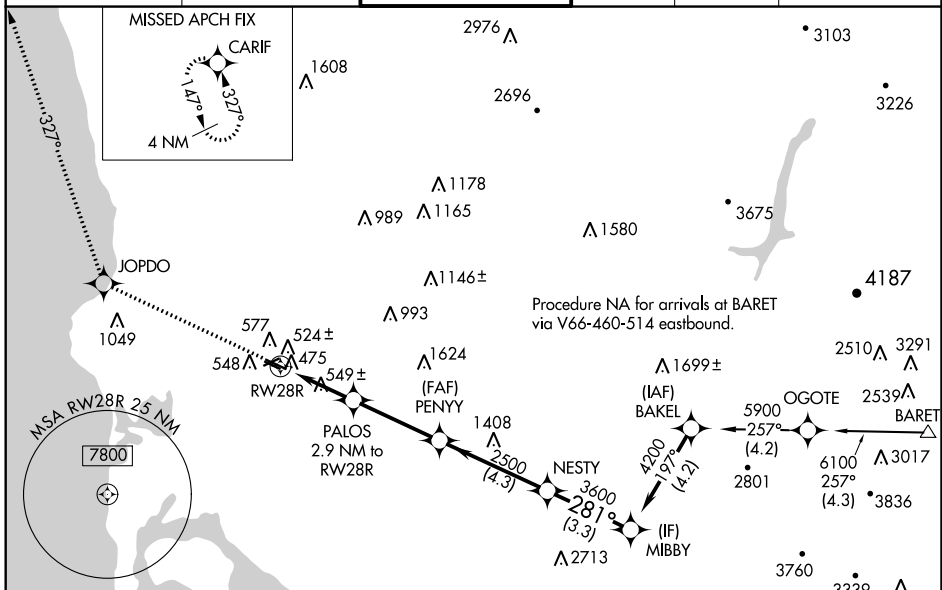 MISSED APCH FIX
CARIF
147°
327°
4 NM
1608
2976
2696
3103
3226
327°
1178
1165
989
3675
1580
JOPDO
1146±
4187
Procedure NA for arrivals at BARET
via V66-460-514 eastbound.
993
1049
577
524±
548
475
RW28R
549±
1624
1699±
2510
3291
2539
(FAF)
PENYY
(IAF)
BAKEL
OGOTE
BARET
5900
257°
(4.2)
6100
257°
(4.3)
3017
3836
2801
MSA RW28R 25 NM
7800
PALOS
2.9 NM to
RW28R
1408
2500
(4.3)
NESTY
3600
281°
(3.3)
4200
197°
(4.2)
(IF)
MIBBY
2713
3760